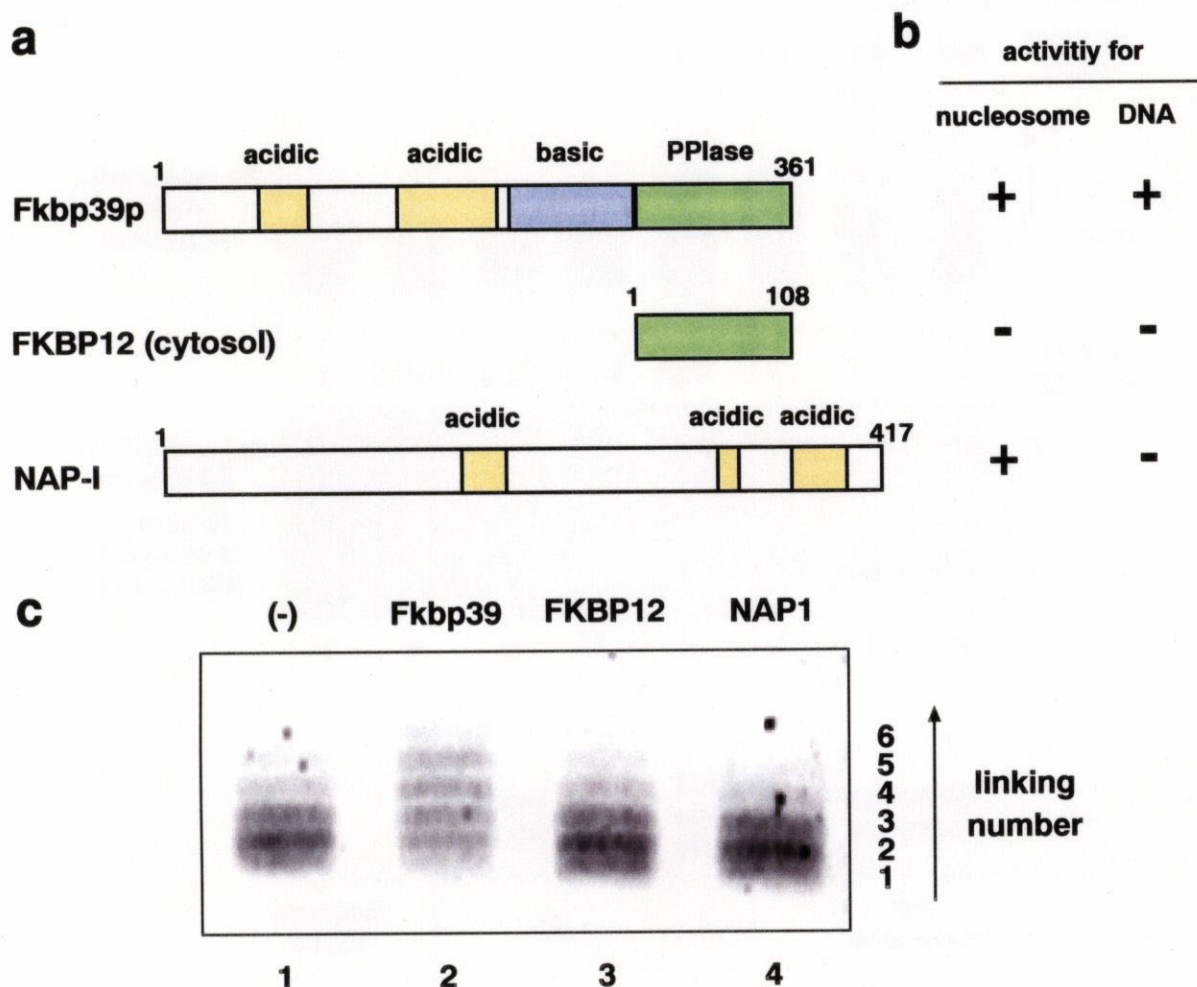 a
b
activitiy for
nucleosome DNA
acidic acidic basic PPIase
1 361
Fkbp39p + +
1 108
FKBP12 (cytosol) - -
acidic acidic acidic
1 417
NAP-I + -
c
(-) Fkbp39 FKBP12 NAP1
6
5
4
3
2
1
linking
number
1 2 3 4